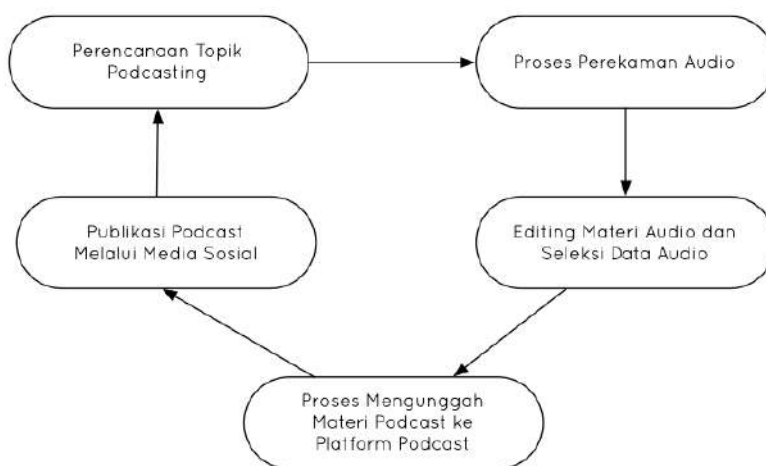 Perencanaan Topik
Podcasting
Proses Perekaman Audio
Editing Materi Audio dan
Seleksi Data Audio
Proses Mengunggah
Materi Podcast ke
Platform Podcast
Publikasi Podcast
Melalui Media Sosial